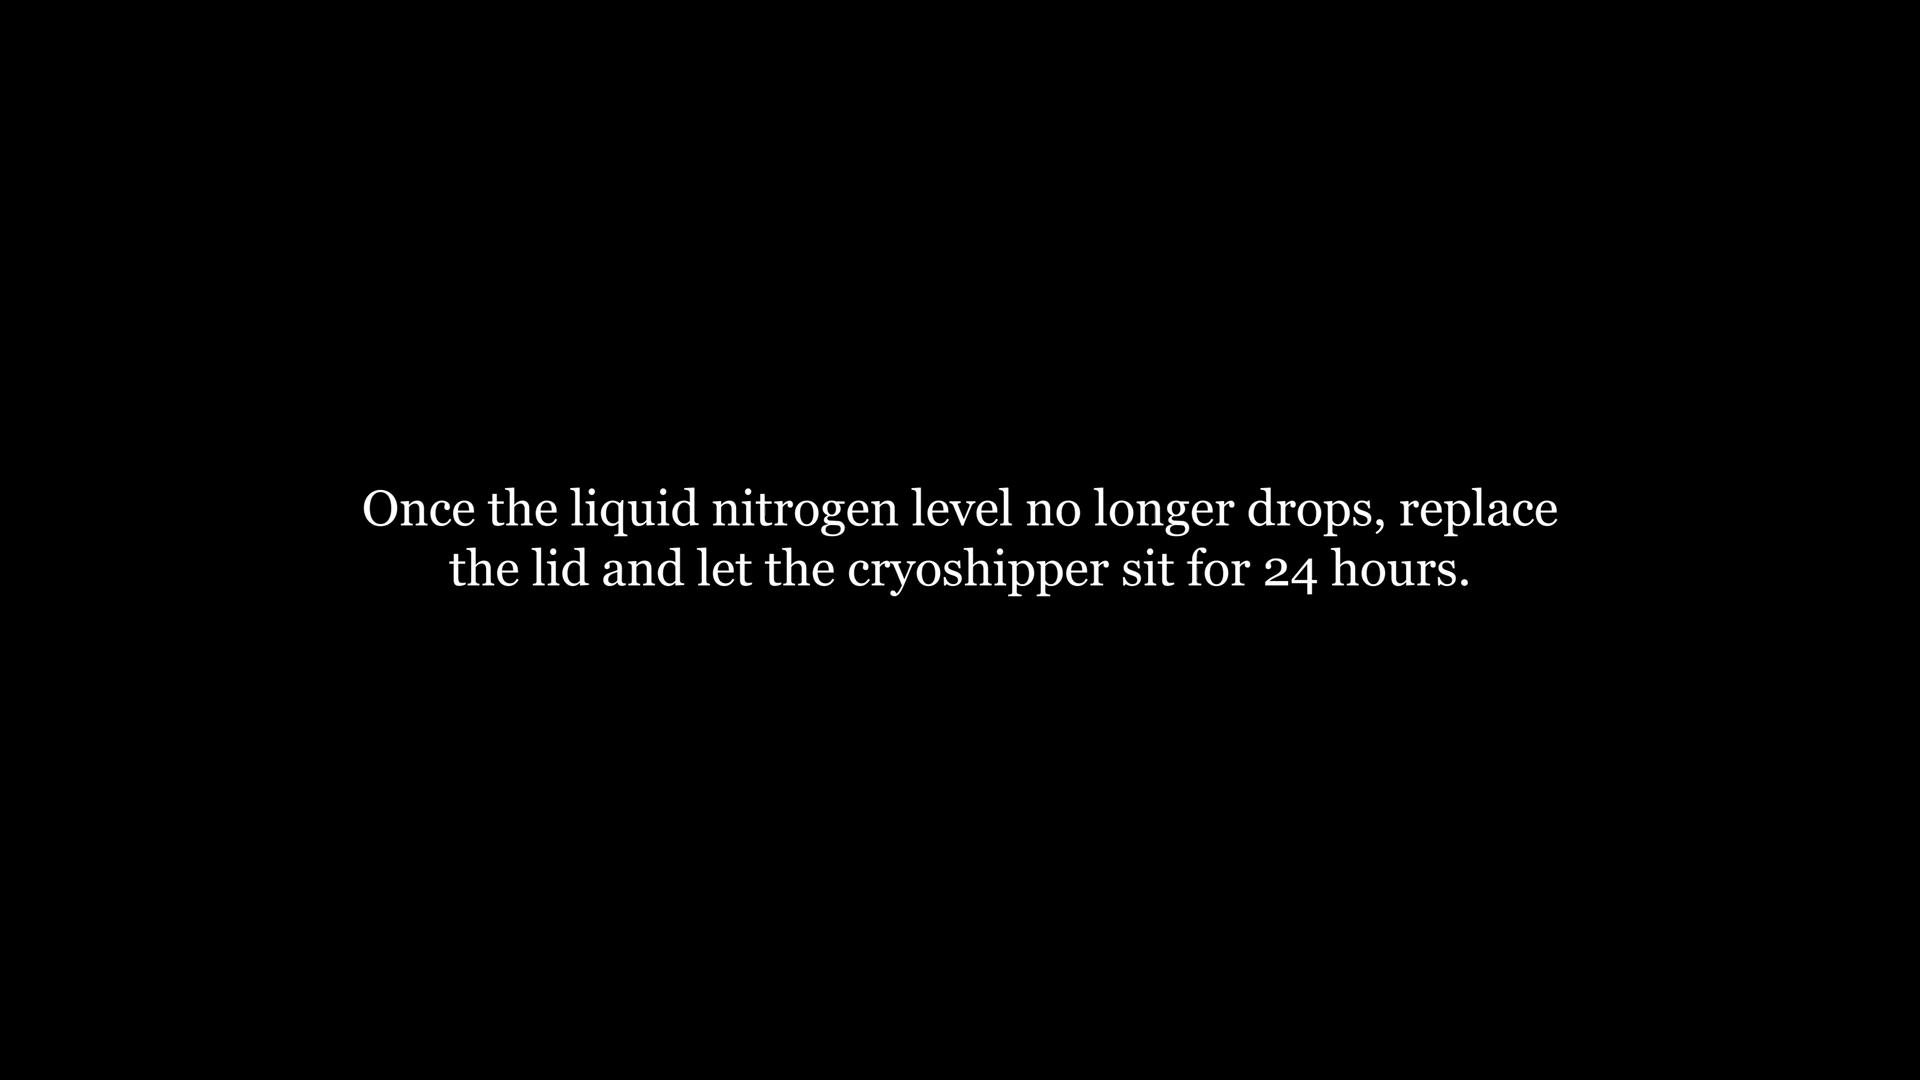 Once the liquid nitrogen level no longer drops, replace
the lid and let the cryoshipper sit for 24 hours.